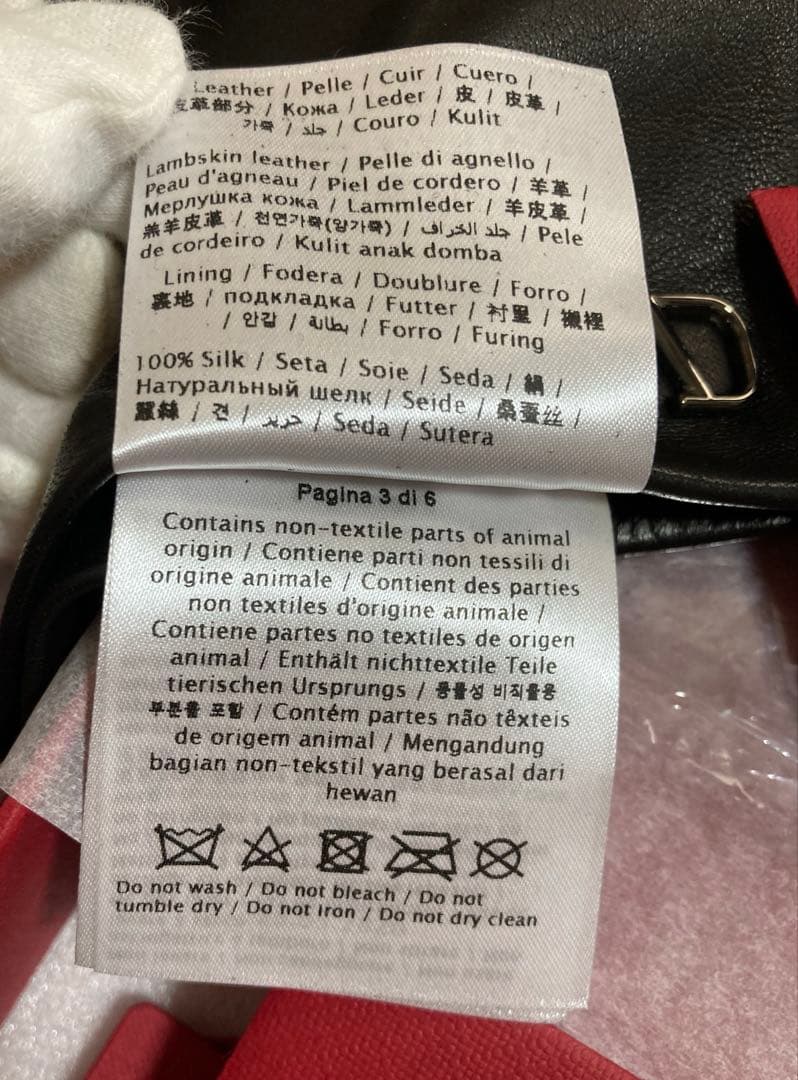 Leather / Pelle / Cuir / Cuero /
皮革部分 / Кожа / Leder / 皮 / 皮革 /
가죽 / جلد / Couro / Kulit
Lambskin leather / Pelle di agnello /
Peau d'agneau / Piel de cordero / 羊革 /
Мерлушка кожа / Lammleder / 羊皮革 /
羔羊皮革 / 천연가죽(양가죽) / جلد الخراف / Pele
de cordeiro / Kulit anak domba
Lining / Fodera / Doublure / Forro /
裏地 / подкладка / Futter / 衬里 / 襯裡
/ 안감 / بطانة / Forro / Furing
100% Silk / Seta / Soie / Seda / 絹 /
Натуральный шелк / Seide / 桑蚕丝 /
蠶絲 / 견 / حرير / Seda / Sutera
Pagina 3 di 6
Contains non-textile parts of animal
origin / Contiene parti non tessili di
origine animale / Contient des parties
non textiles d'origine animale /
Contiene partes no textiles de origen
animal / Enthält nichttextile Teile
tierischen Ursprungs / 동물성 비직물용
부분을 포함 / Contém partes não têxteis
de origem animal / Mengandung
bagian non-tekstil yang berasal dari
hewan
Do not wash / Do not bleach / Do not
tumble dry / Do not iron / Do not dry clean